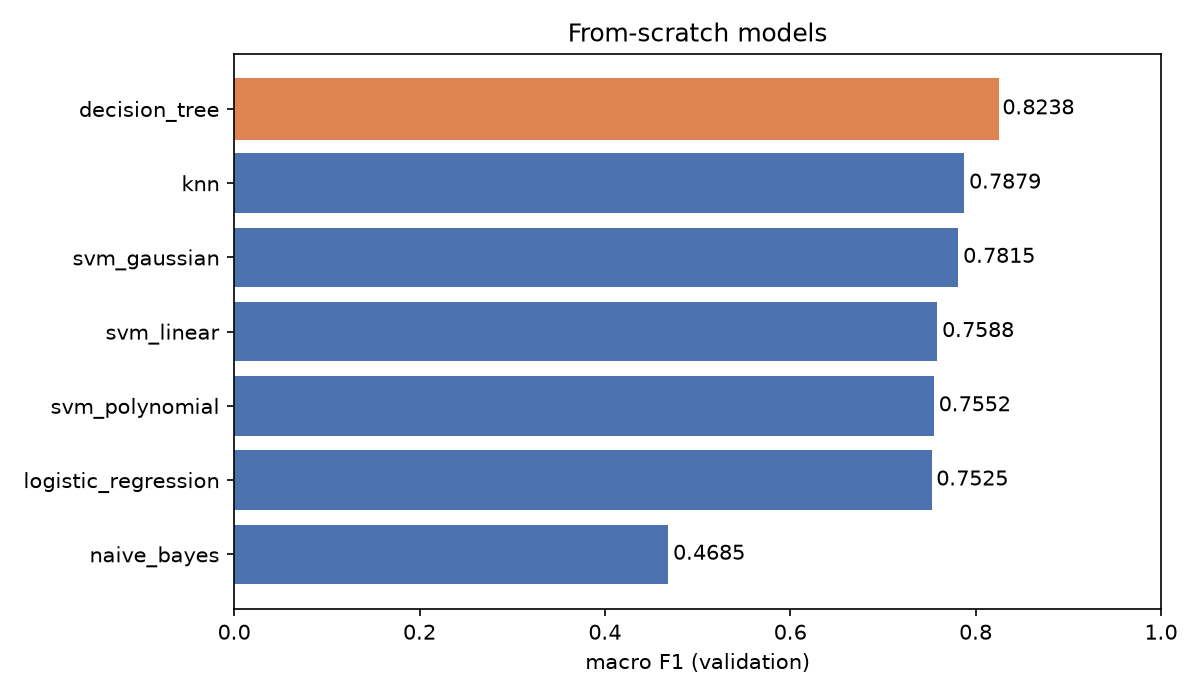 From-scratch models
decision_tree 0.8238
knn 0.7879
svm_gaussian 0.7815
svm_linear 0.7588
svm_polynomial 0.7552
logistic_regression 0.7525
naive_bayes 0.4685
0.0 0.2 0.4 0.6 0.8 1.0
macro F1 (validation)